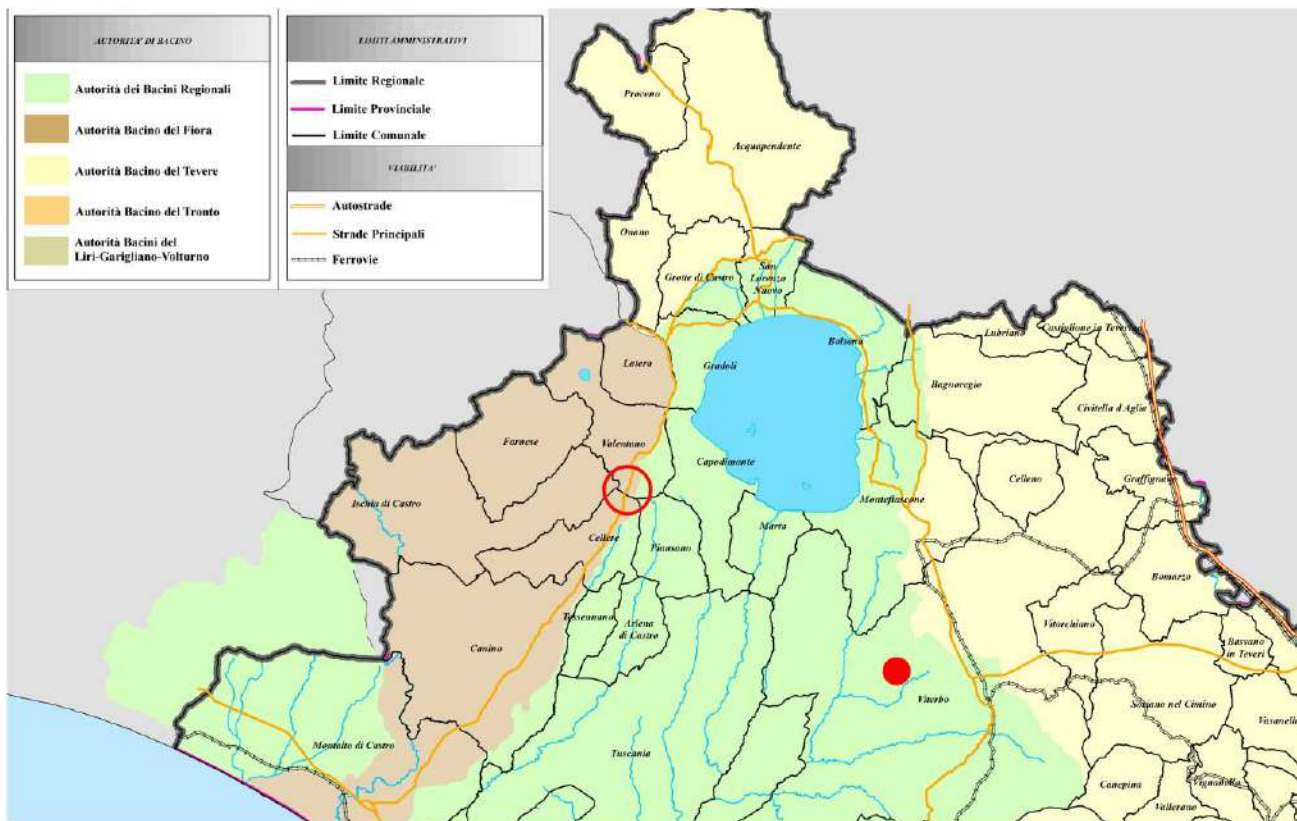 AUTORITA' DI BACINO
Autorità dei Bacini Regionali
Autorità Bacino del Fiora
Autorità Bacino del Tevere
Autorità Bacino del Tronto
Autorità Bacini del
Liri-Garigliano-Volturno
LIMITI AMMINISTRATIVI
Limite Regionale
Limite Provinciale
Limite Comunale
VIABILITA'
Autostrade
Strade Principali
Ferrovie
Proceno
Acquapendente
Onano
Grotte di Castro
San
Lorenzo
Nuovo
Latera
Gradoli
Bolsena
Lubriano
Castiglione in Teverina
Bagnoregio
Civitella d Aglia
Farnese
Valentano
Capodimonte
Montefiascone
Celleno
Graffignano
Ischia di Castro
Cellere
Piansano
Marta
Bomarzo
Tessennano
Arlena
di Castro
Vitorchiano
Bassano
in Teveri
Canino
Viterbo
Soriano nel Cimino
Vasanello
Montalto di Castro
Tuscania
Canepina
Vignanello
Vallerano